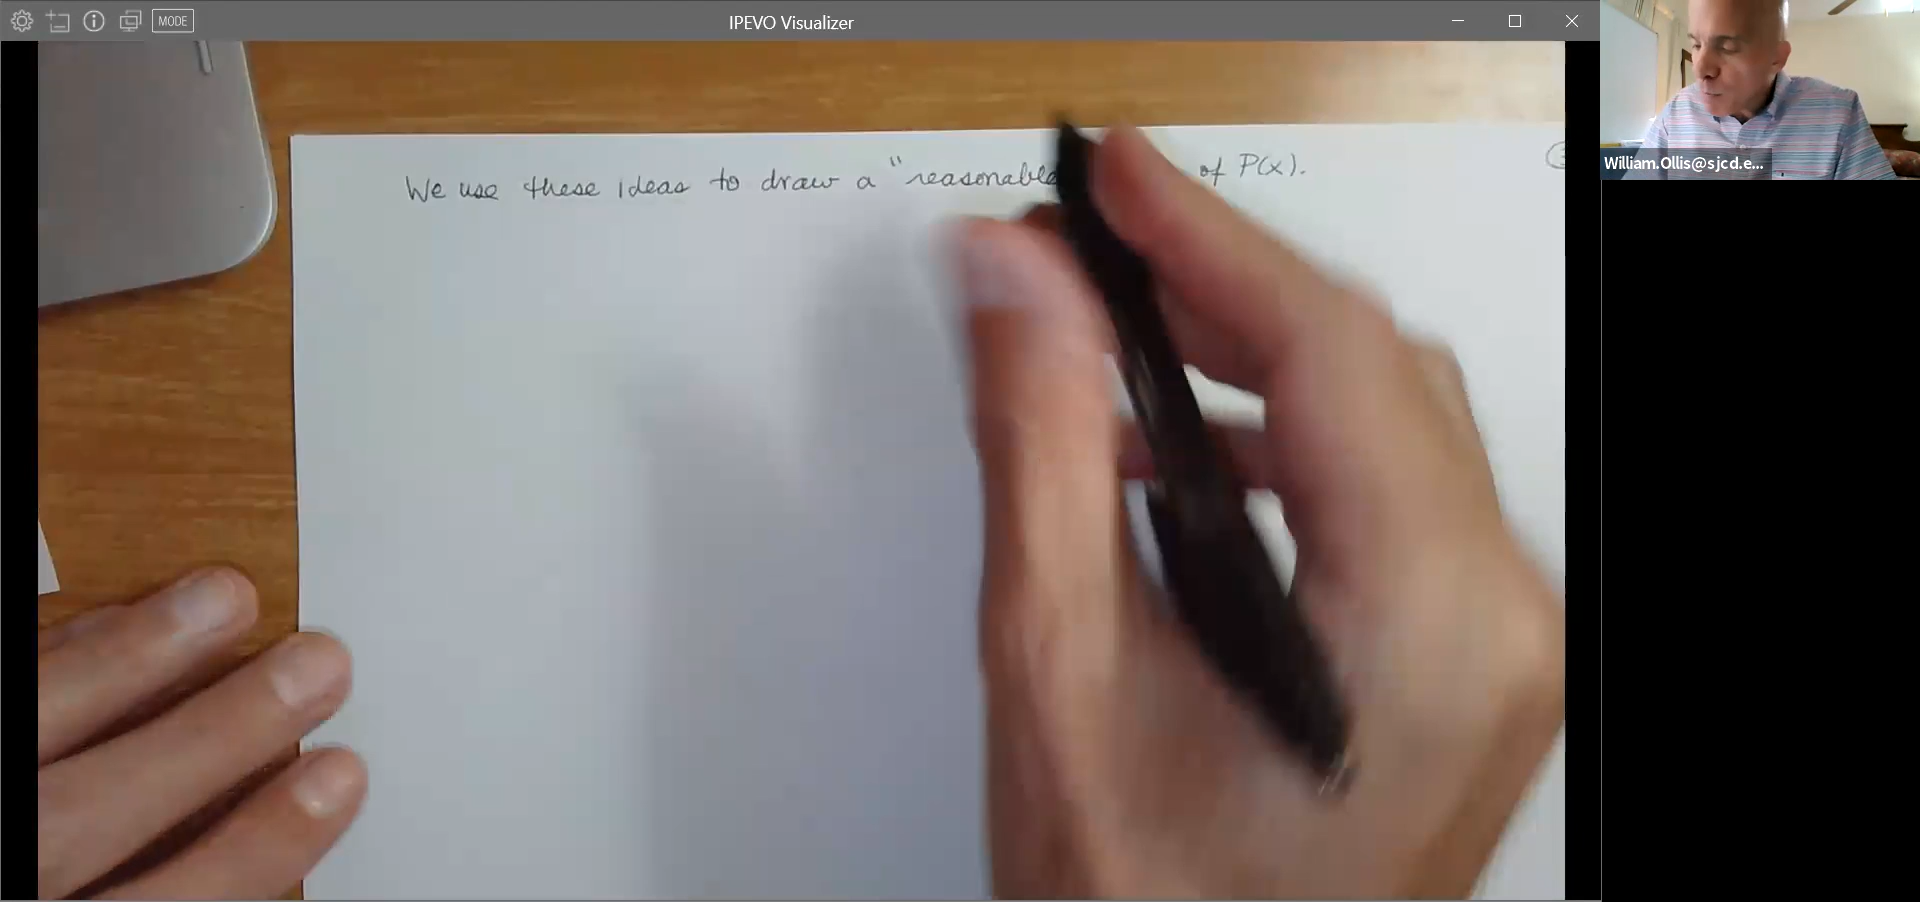 MODE
IPEVO Visualizer
We use these ideas to draw a "reasonable of P(x).
William.Ollis@sjcd.e...